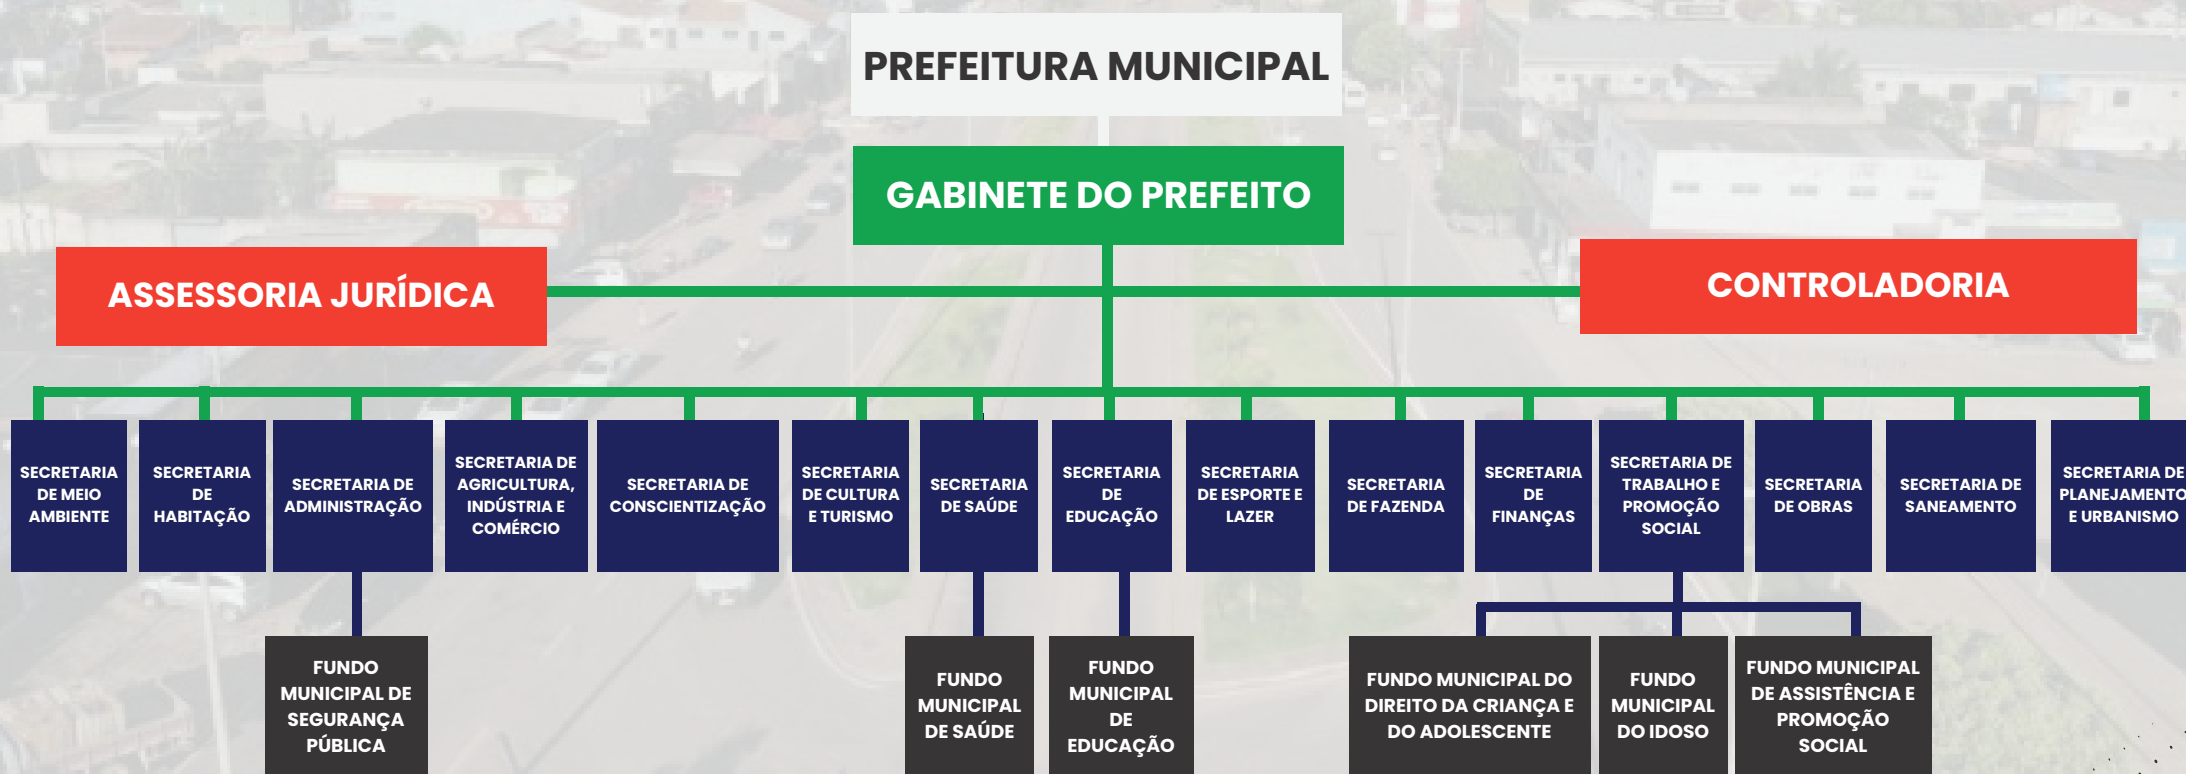 PREFEITURA MUNICIPAL
GABINETE DO PREFEITO
ASSESSORIA JURÍDICA
CONTROLADORIA
SECRETARIA
DE MEIO
AMBIENTE
SECRETARIA
DE
HABITAÇÃO
SECRETARIA DE
ADMINISTRAÇÃO
SECRETARIA DE
AGRICULTURA,
INDÚSTRIA E
COMÉRCIO
SECRETARIA DE
CONSCIENTIZAÇÃO
SECRETARIA
DE CULTURA
E TURISMO
SECRETARIA
DE SAÚDE
SECRETARIA
DE
EDUCAÇÃO
SECRETARIA
DE ESPORTE E
LAZER
SECRETARIA
DE FAZENDA
SECRETARIA
DE
FINANÇAS
SECRETARIA DE
TRABALHO E
PROMOÇÃO
SOCIAL
SECRETARIA
DE OBRAS
SECRETARIA DE
SANEAMENTO
SECRETARIA DE
PLANEJAMENTO
E URBANISMO
FUNDO
MUNICIPAL DE
SEGURANÇA
PÚBLICA
FUNDO
MUNICIPAL
DE SAÚDE
FUNDO
MUNICIPAL
DE
EDUCAÇÃO
FUNDO MUNICIPAL DO
DIREITO DA CRIANÇA E
DO ADOLESCENTE
FUNDO
MUNICIPAL
DO IDOSO
FUNDO MUNICIPAL
DE ASSISTÊNCIA E
PROMOÇÃO
SOCIAL